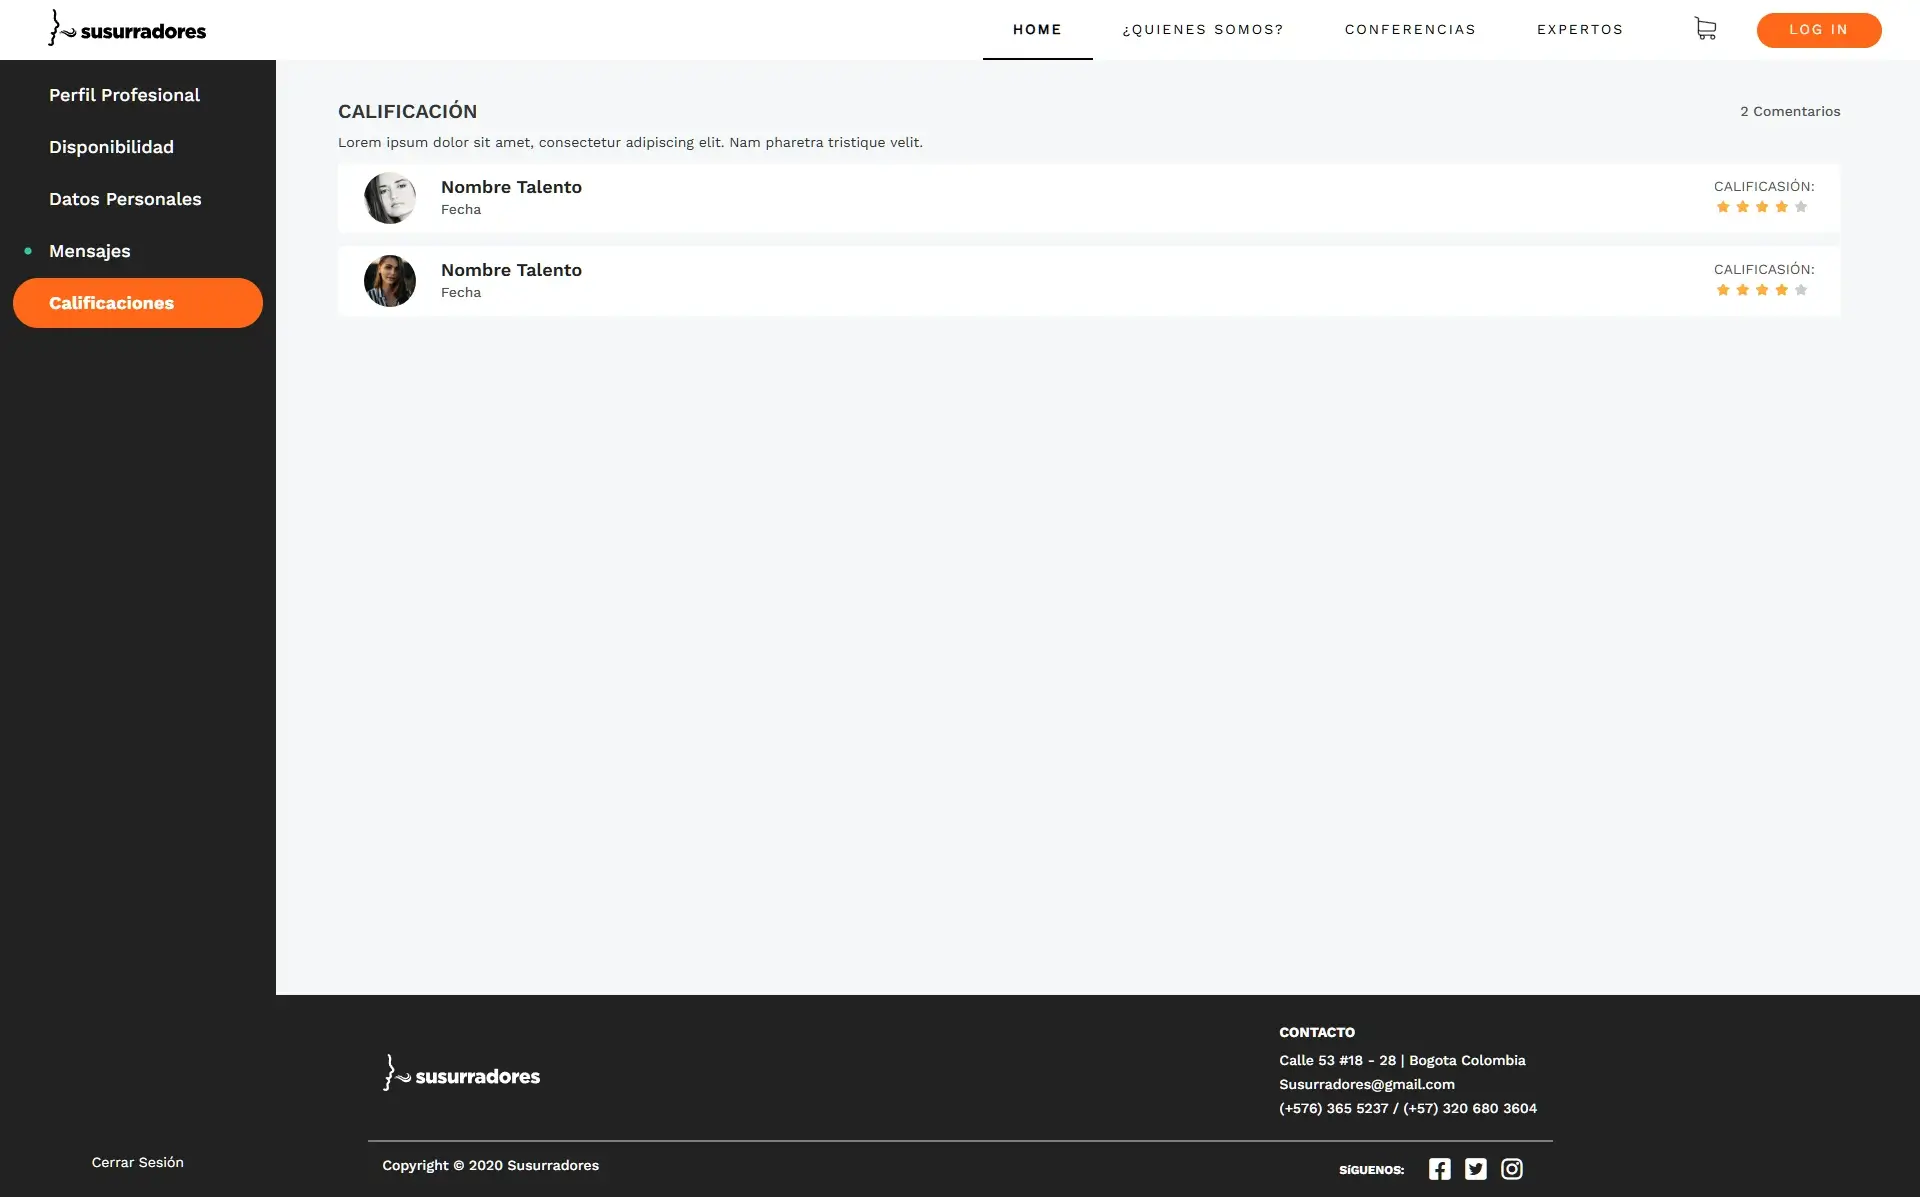 susurradores
HOME
¿QUIENES SOMOS?
CONFERENCIAS
EXPERTOS
LOG IN
Perfil Profesional
Disponibilidad
Datos Personales
Mensajes
Calificaciones
Cerrar Sesión
CALIFICACIÓN
2 Comentarios
Lorem ipsum dolor sit amet, consectetur adipiscing elit. Nam pharetra tristique velit.
Nombre Talento
Fecha
CALIFICASIÓN:
Nombre Talento
Fecha
CALIFICASIÓN:
susurradores
CONTACTO
Calle 53 #18 - 28 | Bogota Colombia
Susurradores@gmail.com
(+576) 365 5237 / (+57) 320 680 3604
Copyright © 2020 Susurradores
SíGUENOS: